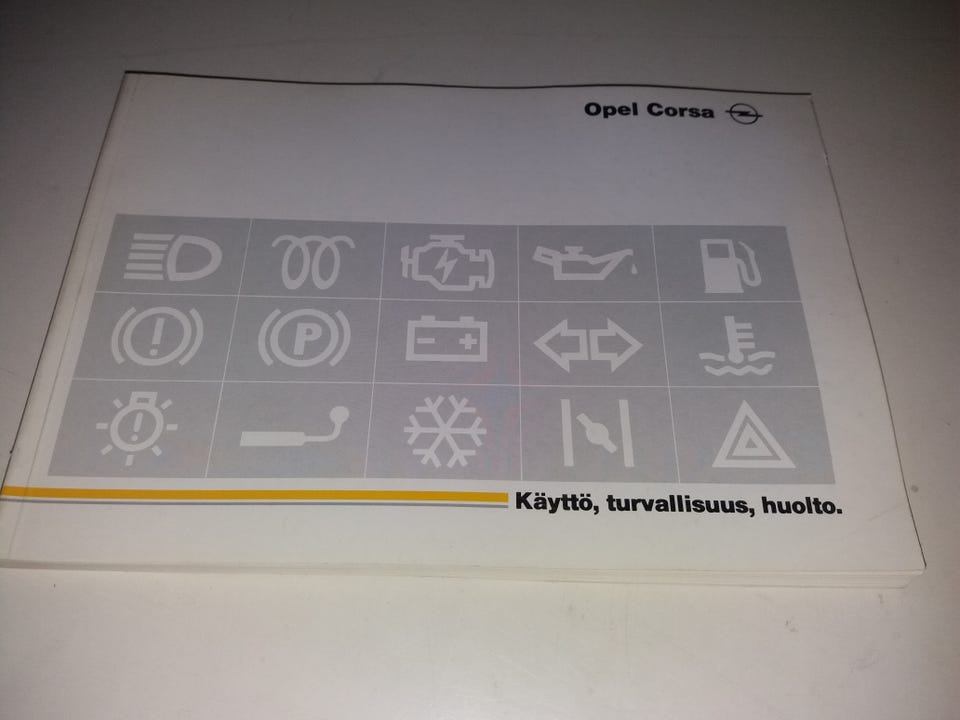 Opel Corsa
P
Käyttö, turvallisuus, huolto.